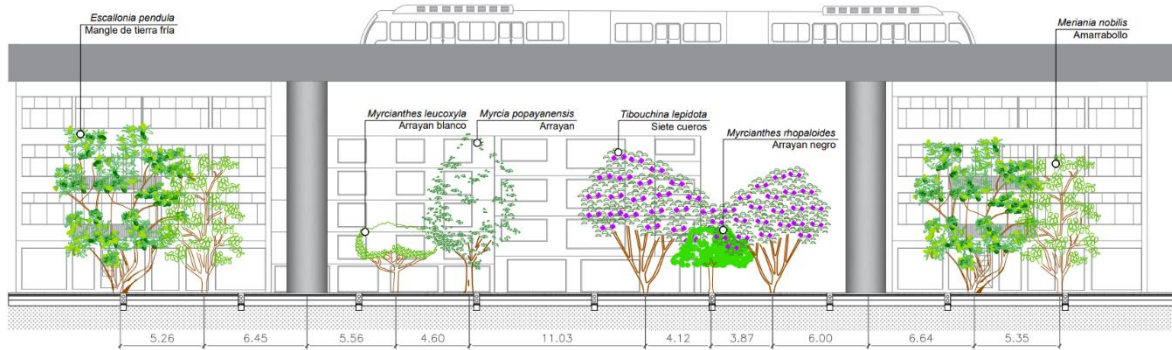 Escallonia pendula
Mangle de tierra fría
Meriania nobilis
Amarrabollo
Myrcianthes leucoxyla
Arrayan blanco
Myrcia popayanensis
Arrayan
Tibouchina lepidota
Siete cueros
Myrcianthes rhopaloides
Arrayan negro
5.26
6.45
5.56
4.60
11.03
4.12
3.87
6.00
6.64
5.35